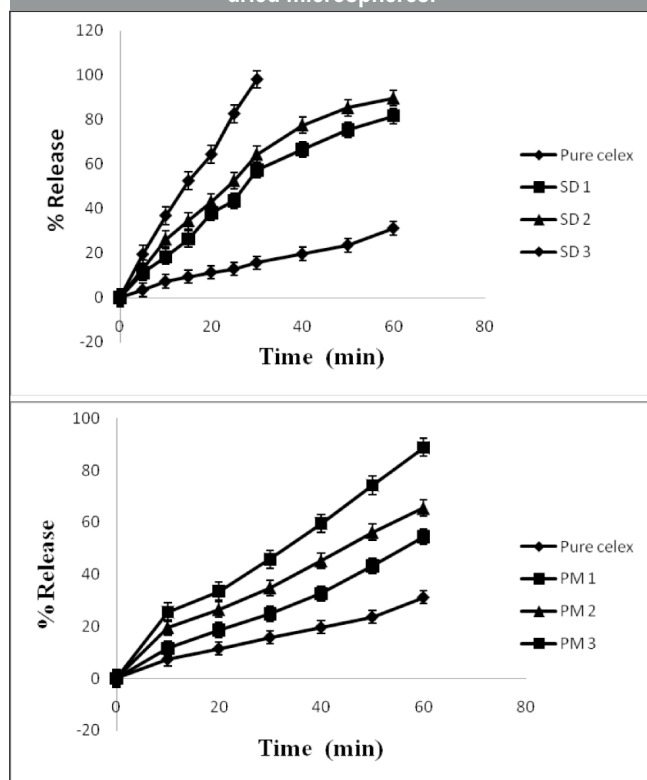 dried microspheres.
120
100
80
60
40
20
0
-20
% Release
0 20 40 60 80
Time (min)
Pure celex
SD 1
SD 2
SD 3
100
80
60
40
20
0
-20
% Release
0 20 40 60 80
Time (min)
Pure celex
PM 1
PM 2
PM 3